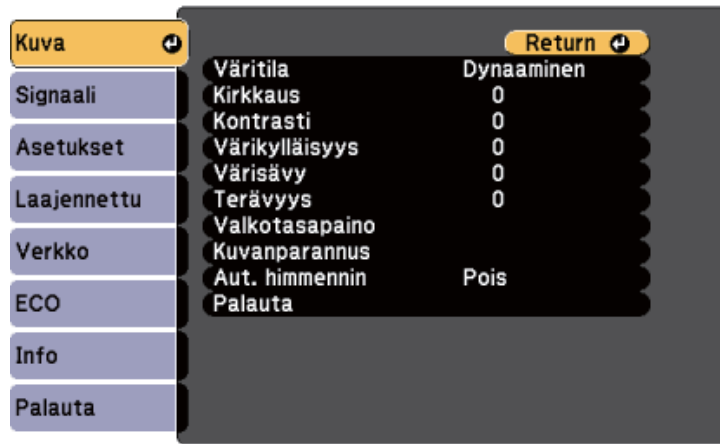 Kuva
Signaali
Asetukset
Laajennettu
Verkko
ECO
Info
Palauta
Return
Väritila Dynaaminen
Kirkkaus 0
Kontrasti 0
Värikylläisyys 0
Värisävy 0
Terävyys 0
Valkotasapaino
Kuvanparannus
Aut. himmennin Pois
Palauta